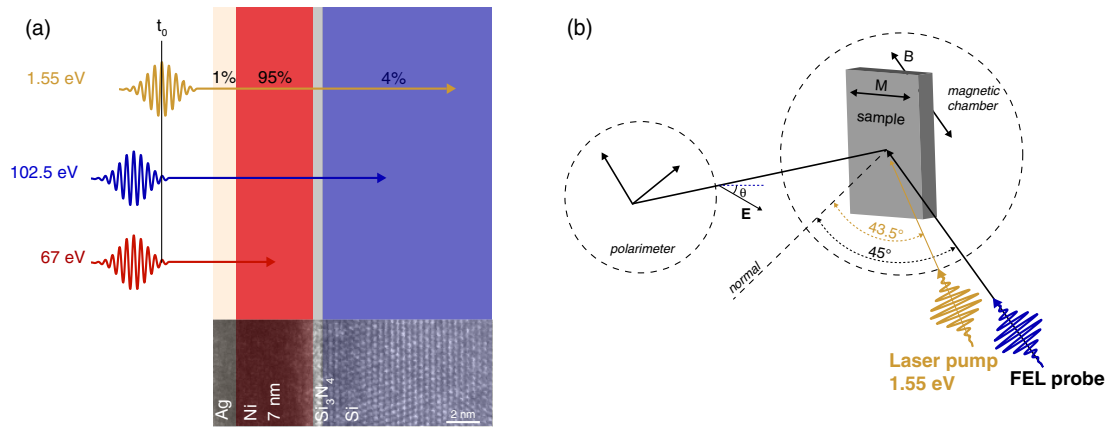 (a)
t₀
1.55 eV
1%
95%
4%
102.5 eV
67 eV
Ag
Ni
7 nm
Si₃N₄
Si
2 nm
(b)
B
M
magnetic
chamber
sample
θ
E
polarimeter
43.5°
45°
normal
Laser pump
1.55 eV
FEL probe